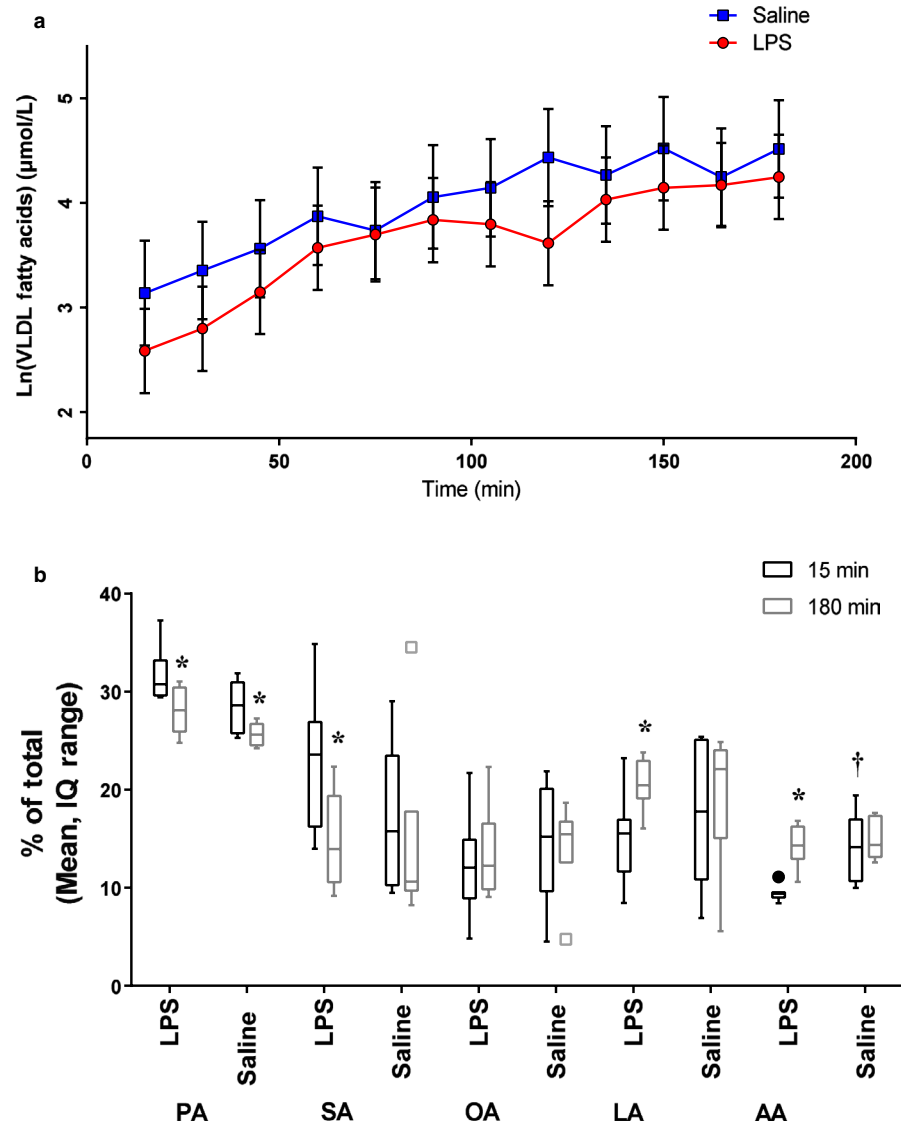 a
Saline
LPS
Ln(VLDL fatty acids) (µmol/L)
5
4
3
2
0
50
100
150
200
Time (min)
b
15 min
180 min
% of total
(Mean, IQ range)
40
30
20
10
0
*
*
*
*
*
†
LPS
Saline
LPS
Saline
LPS
Saline
LPS
Saline
LPS
Saline
PA
SA
OA
LA
AA